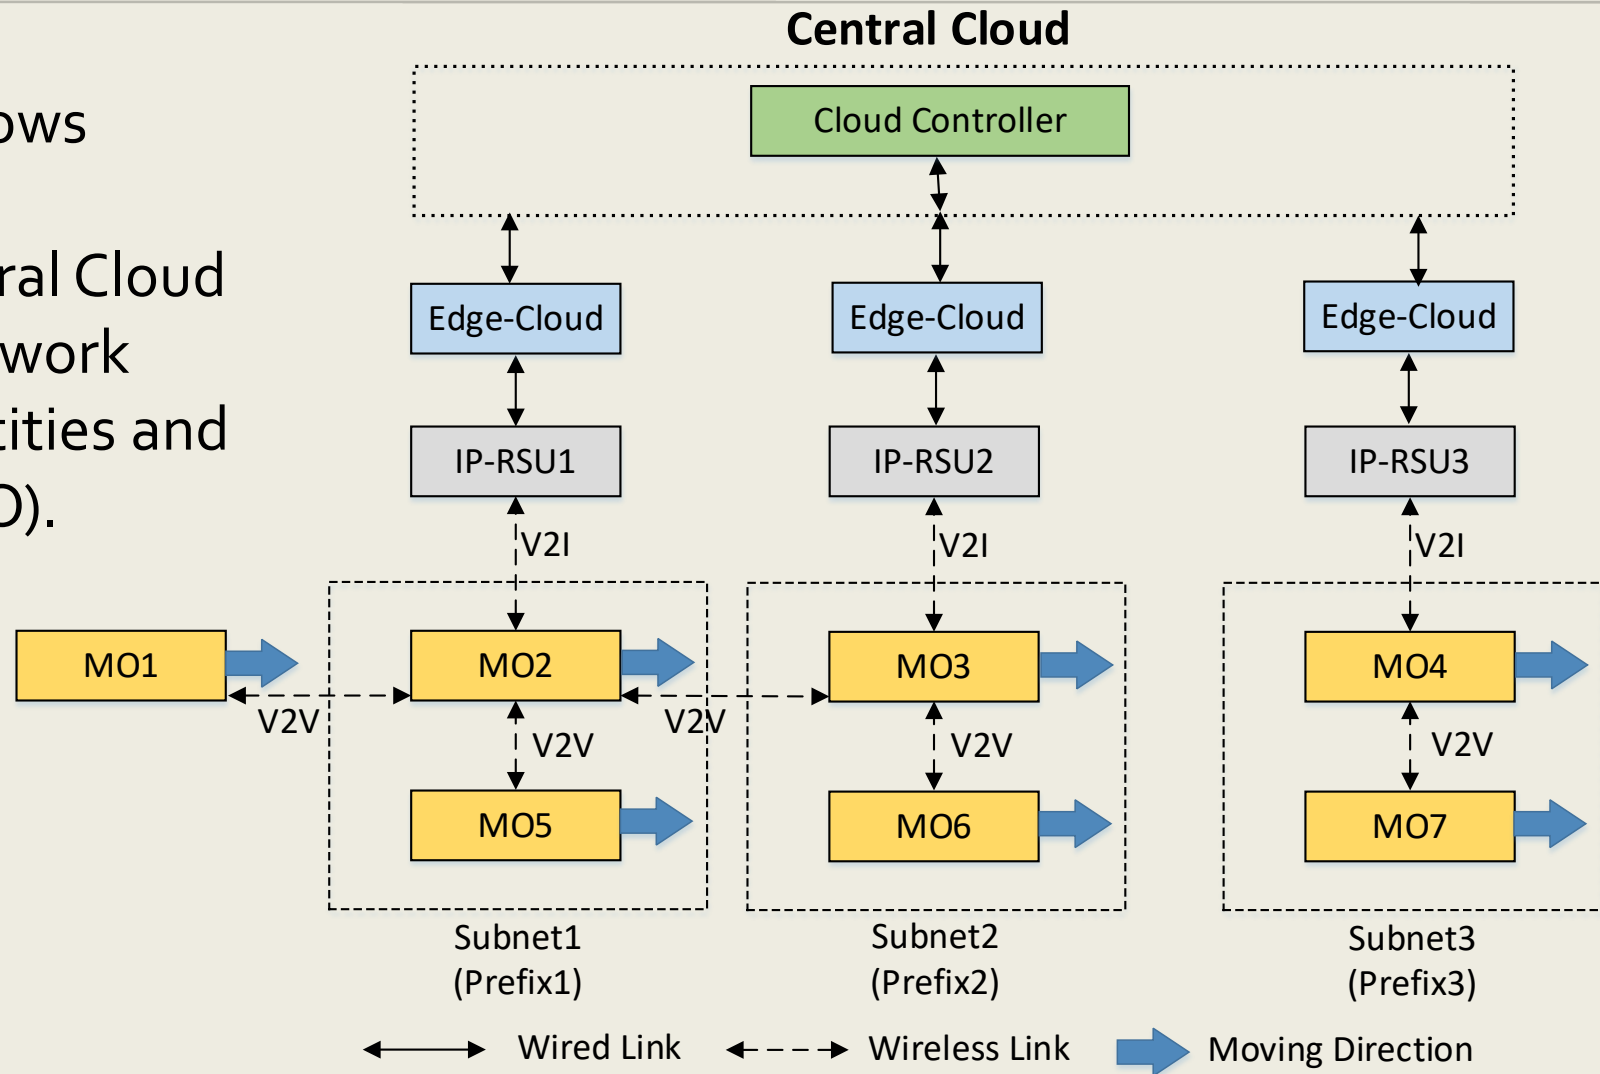 Central Cloud
ows
ral Cloud
work
tities and
O).
Cloud Controller
Edge-Cloud
Edge-Cloud
Edge-Cloud
IP-RSU1
IP-RSU2
IP-RSU3
V2I
V2I
V2I
MO1
MO2
MO3
MO4
V2V
V2V
V2V
V2V
V2V
MO5
MO6
MO7
Subnet1
(Prefix1)
Subnet2
(Prefix2)
Subnet3
(Prefix3)
Wired Link
Wireless Link
Moving Direction